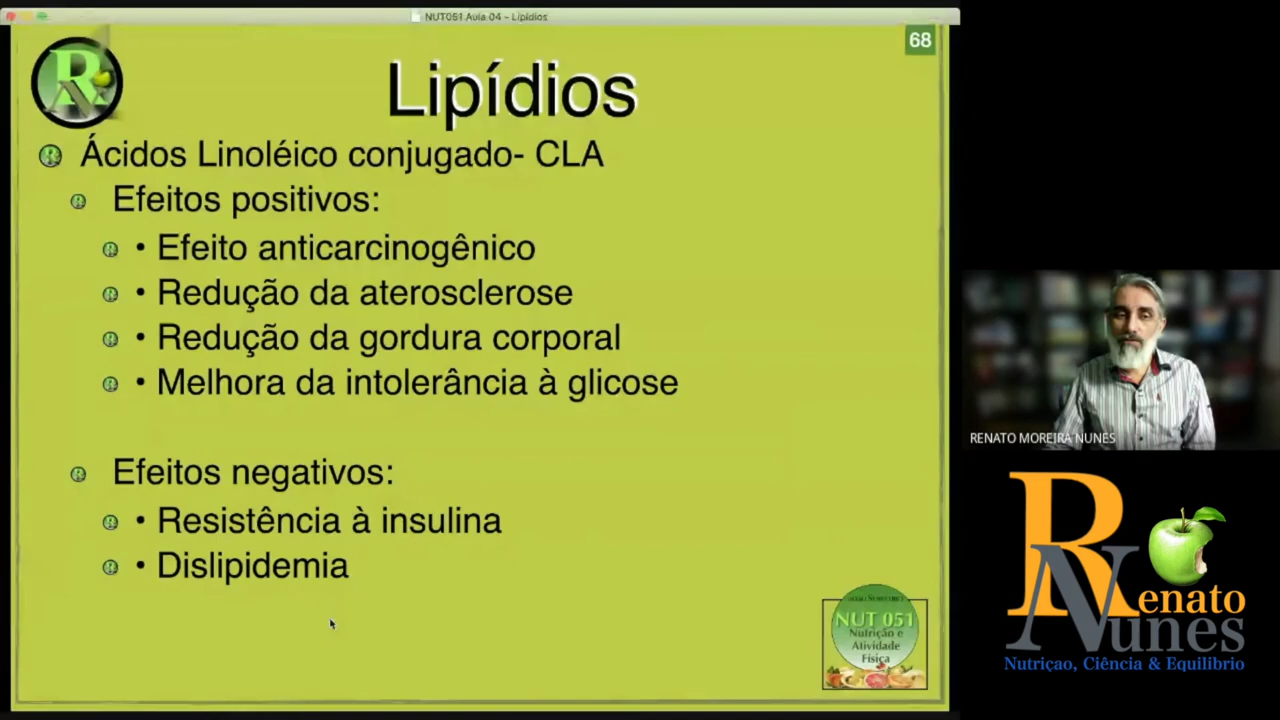 NUT051 Aula 04 - Lipídios
68
Lipídios
Ácidos Linoléico conjugado- CLA
Efeitos positivos:
• Efeito anticarcinogênico
• Redução da aterosclerose
• Redução da gordura corporal
• Melhora da intolerância à glicose
Efeitos negativos:
• Resistência à insulina
• Dislipidemia
NUT 051
Nutrição e
Atividade
Física
RENATO MOREIRA NUNES
Renato
Nunes
Nutriçao, Ciência & Equilibrio